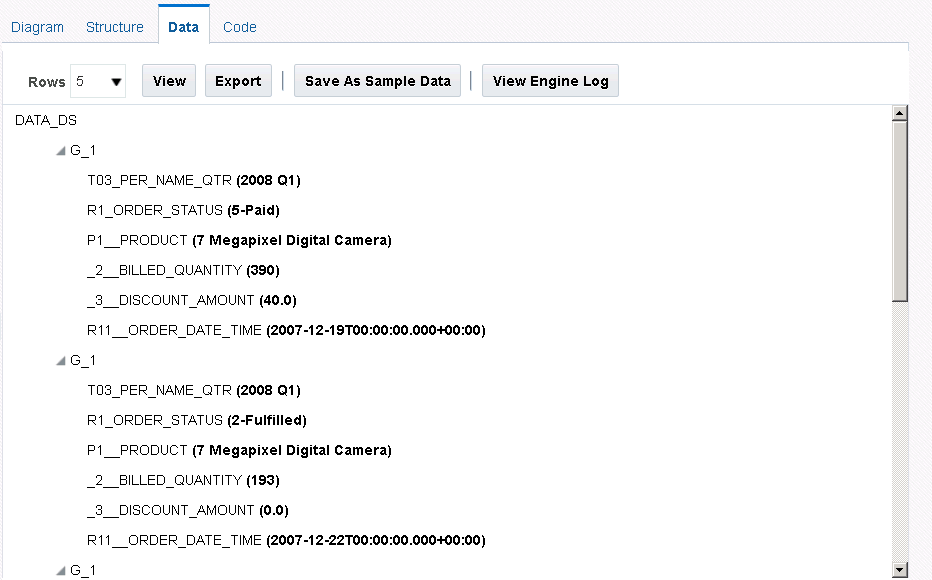 Diagram Structure Data Code
Rows 5 View Export Save As Sample Data View Engine Log
DATA_DS
G_1
T03_PER_NAME_QTR (2008 Q1)
R1_ORDER_STATUS (5-Paid)
P1__PRODUCT (7 Megapixel Digital Camera)
_2__BILLED_QUANTITY (390)
_3__DISCOUNT_AMOUNT (40.0)
R11__ORDER_DATE_TIME (2007-12-19T00:00:00.000+00:00)
G_1
T03_PER_NAME_QTR (2008 Q1)
R1_ORDER_STATUS (2-Fulfilled)
P1__PRODUCT (7 Megapixel Digital Camera)
_2__BILLED_QUANTITY (193)
_3__DISCOUNT_AMOUNT (0.0)
R11__ORDER_DATE_TIME (2007-12-22T00:00:00.000+00:00)
G_1